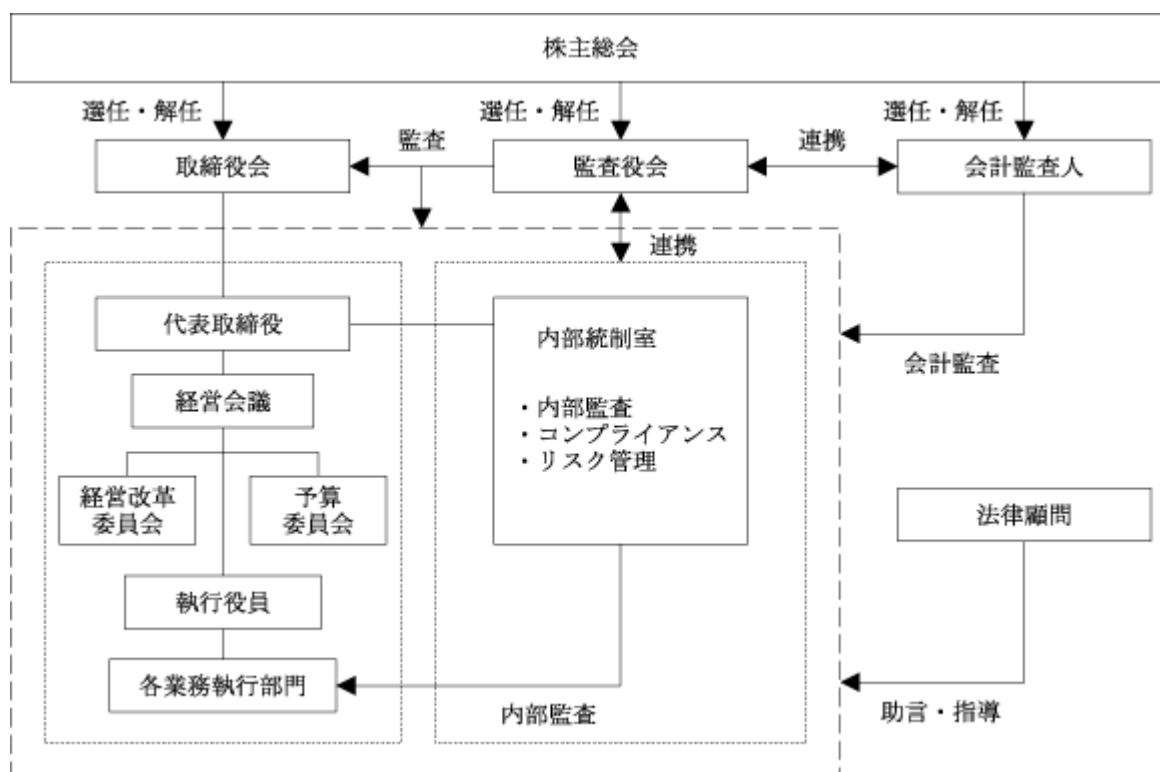 株主総会
選任・解任
選任・解任
選任・解任
取締役会
監査
監査役会
連携
会計監査人
連携
代表取締役
内部統制室
会計監査
経営会議
・内部監査
・コンプライアンス
・リスク管理
経営改革
委員会
予算
委員会
法律顧問
執行役員
各業務執行部門
内部監査
助言・指導